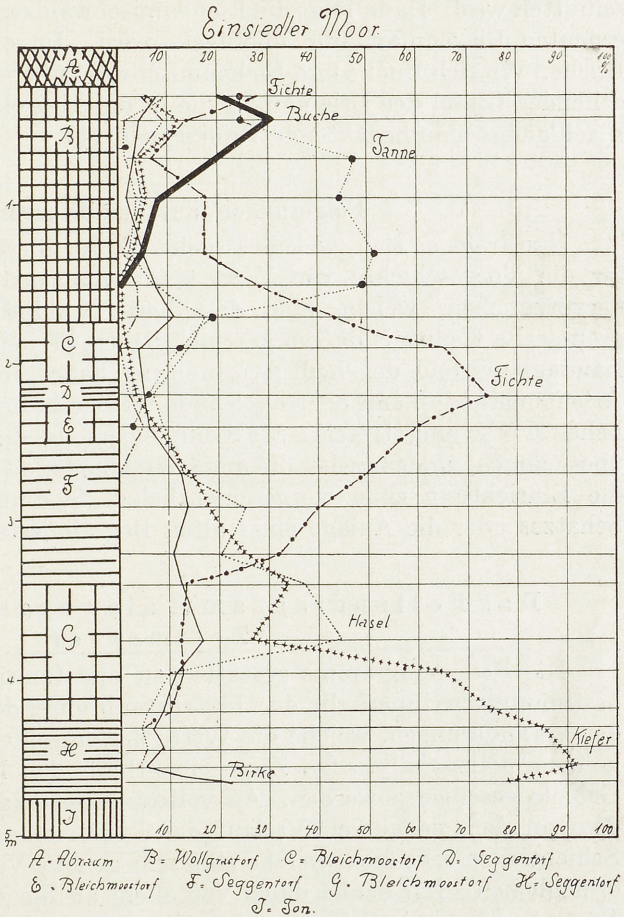 Einsiedler Moor.
A
10 20 30 40 50 60 70 80 90 100 %
Fichte
Buche
B
Tanne
1
C
2
Fichte
D
E
F
3
Hasel
G
4
Kiefer
H
Birke
J
5 m
10 20 30 40 50 60 70 80 90 100
A = Abraum B = Wollgrastorf C = Bleichmoostorf D = Seggentorf
E = Bleichmoostorf F = Seggentorf G = Bleichmoostorf H = Seggentorf
J = Ton.